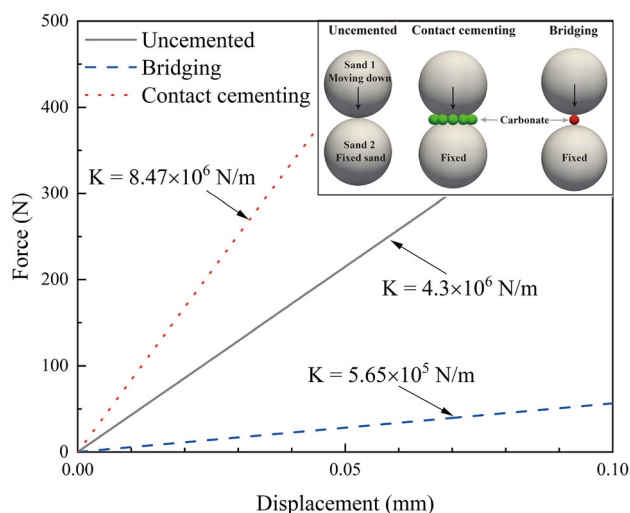 500
400
300
200
100
0
Force (N)
Uncemented
Bridging
Contact cementing
Uncemented Contact cementing Bridging
Sand 1
Moving down
Sand 2
Fixed sand
Carbonate
Fixed
Fixed
K = 8.47×10⁶ N/m
K = 4.3×10⁶ N/m
K = 5.65×10⁵ N/m
0.00 0.05 0.10
Displacement (mm)